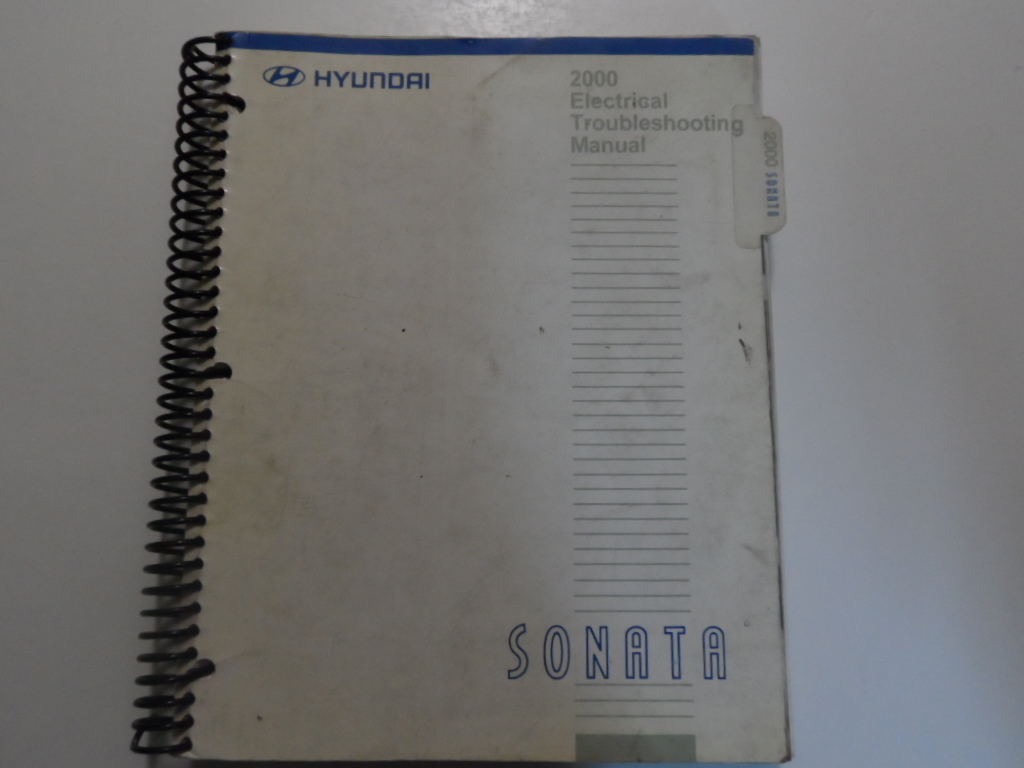 HYUNDAI
2000
Electrical
Troubleshooting
Manual
2000 SONATA
SONATA